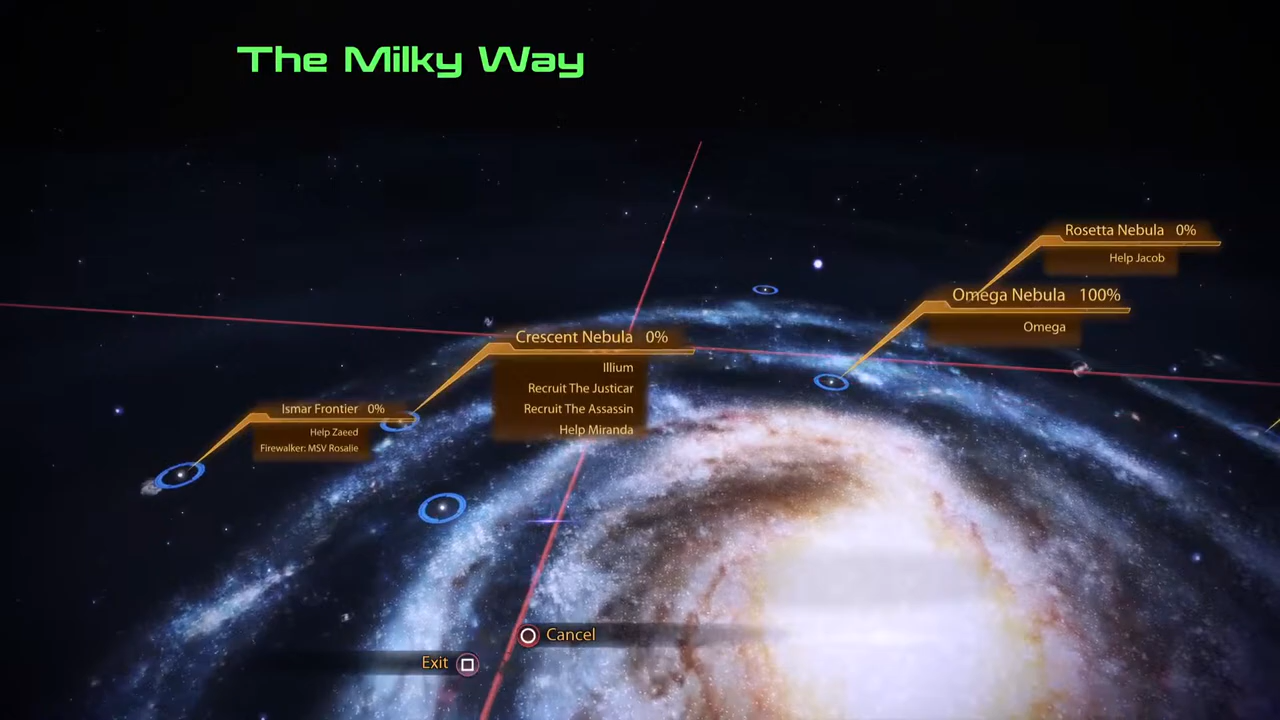 The Milky Way
Rosetta Nebula 0%
Help Jacob
Omega Nebula 100%
Omega
Crescent Nebula 0%
Illium
Recruit The Justicar
Recruit The Assassin
Help Miranda
Ismar Frontier 0%
Help Zaeed
Firewalker: MSV Rosalie
Cancel
Exit